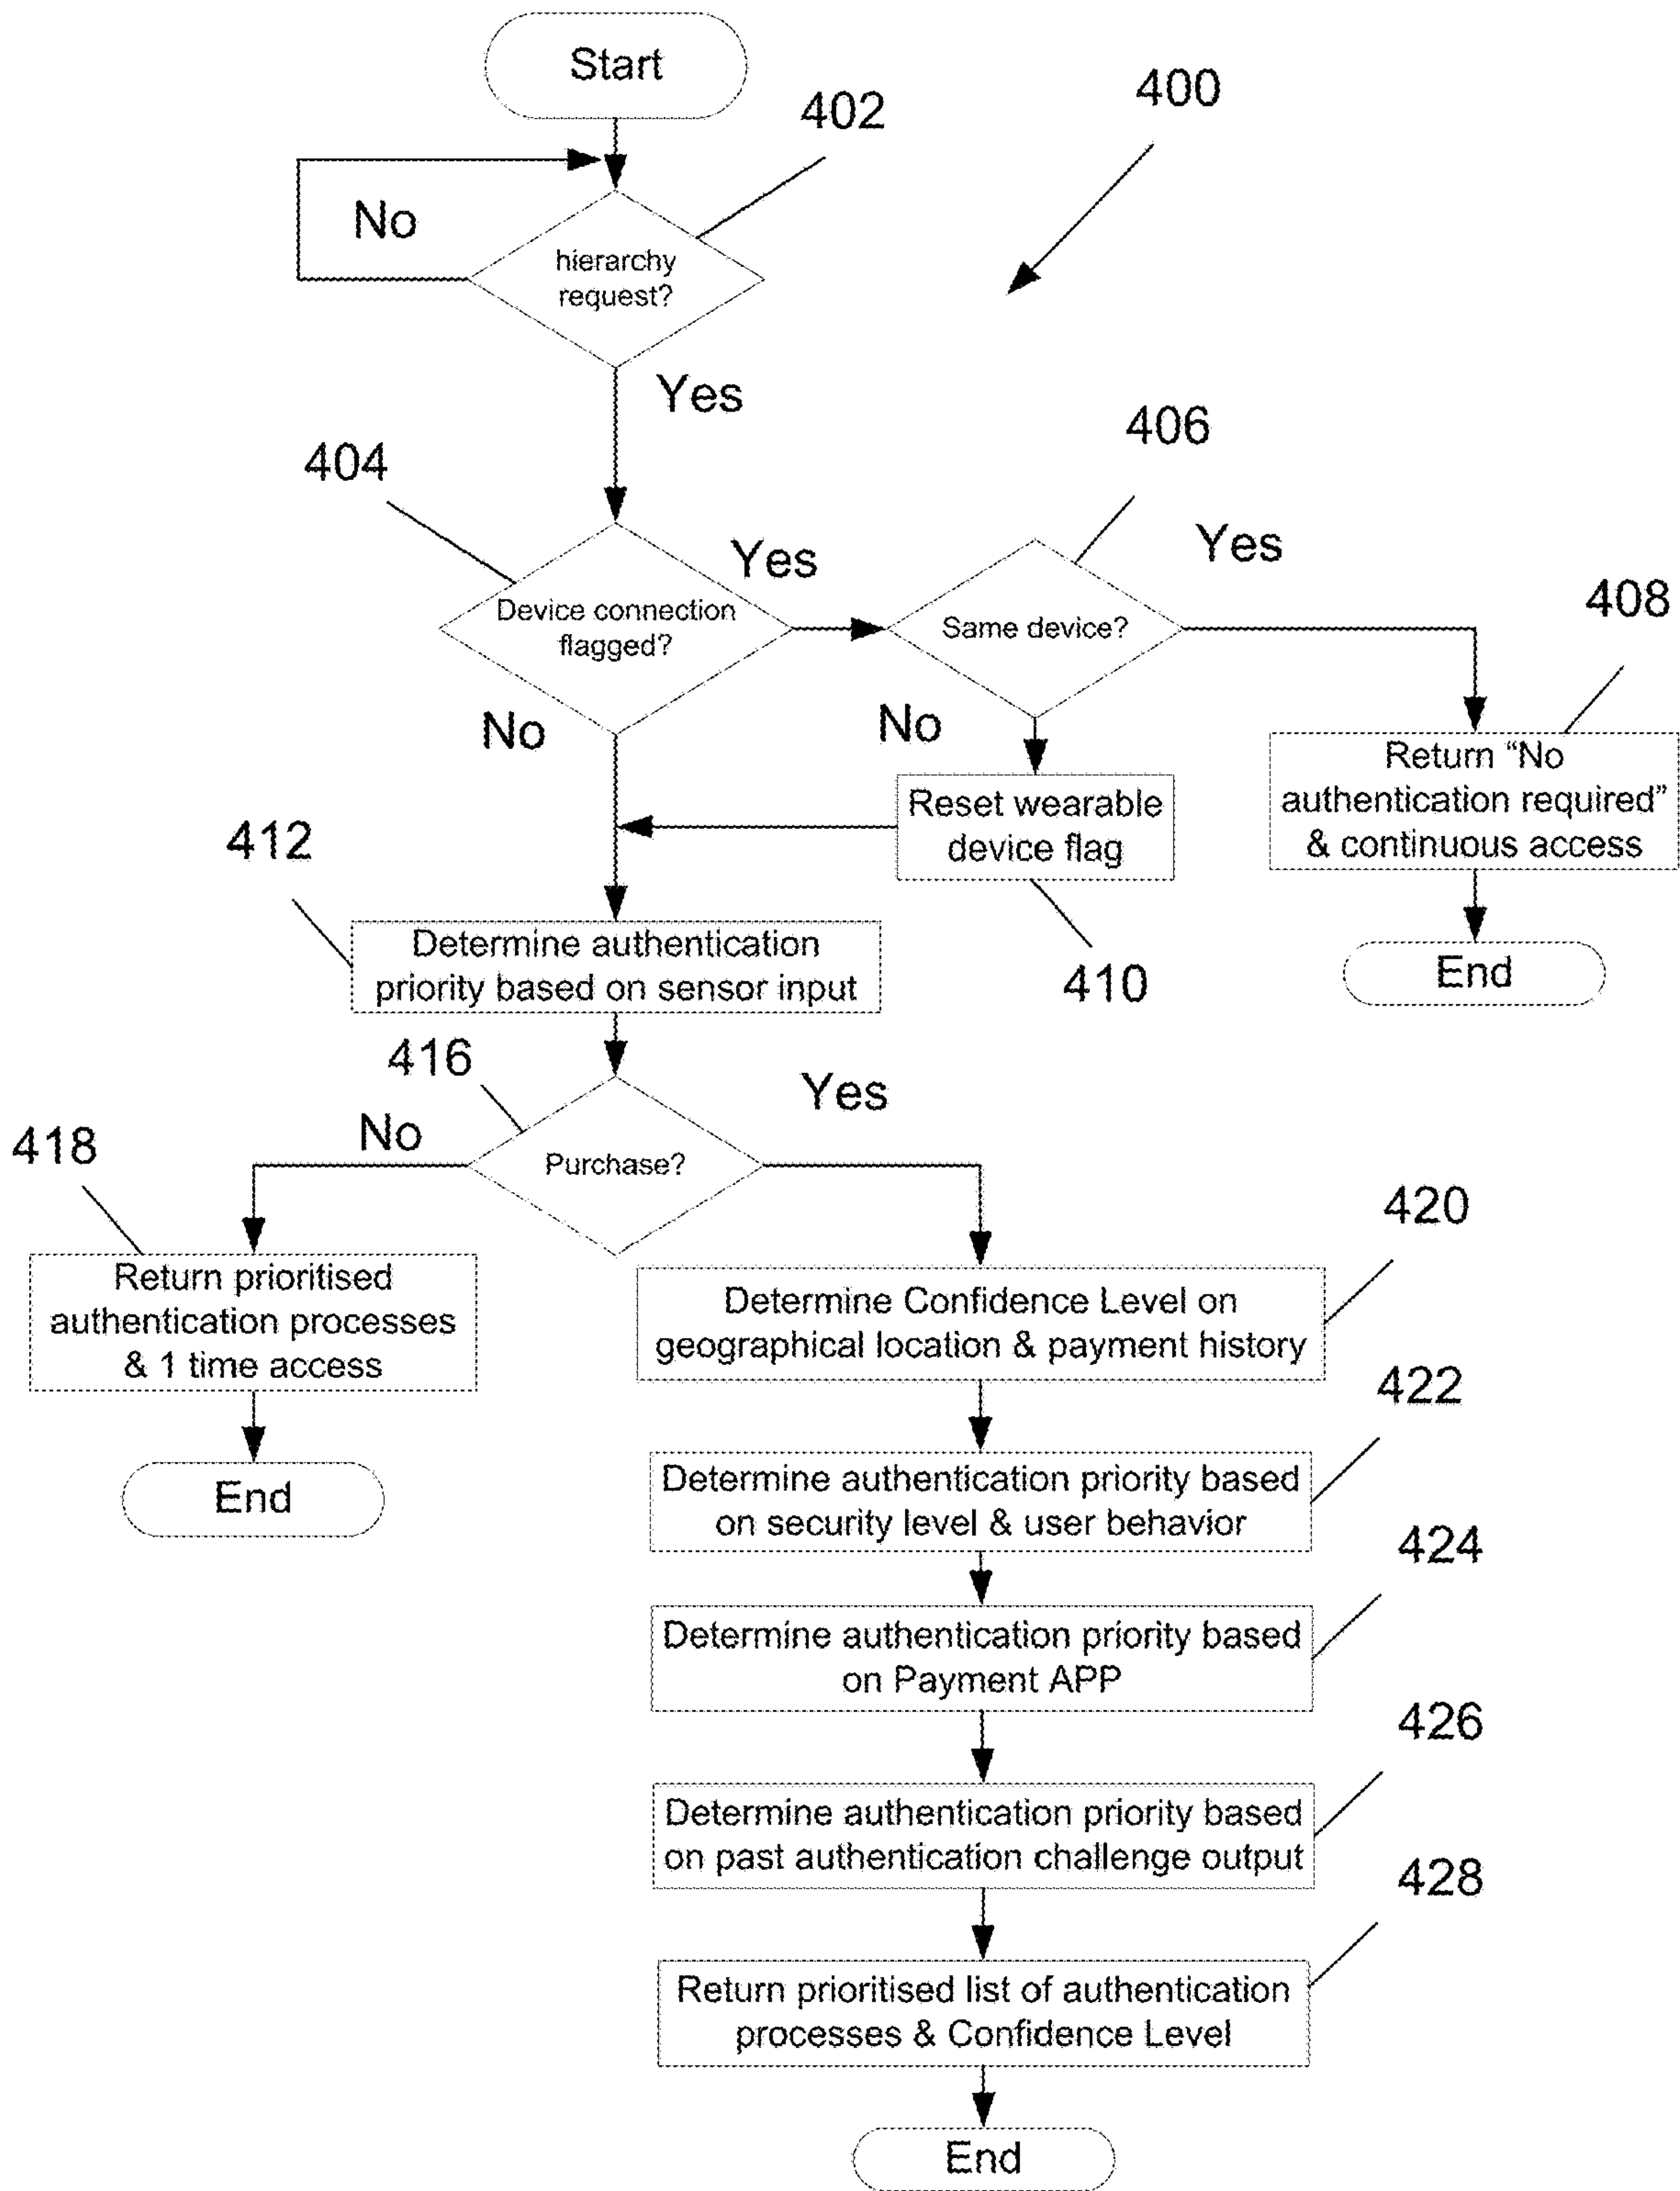 Start
402
400
No
hierarchy
request?
Yes
404
406
Yes
Yes
408
Device connection
flagged?
Same device?
No
No
Return “No
authentication required”
& continuous access
Reset wearable
device flag
412
410
End
Determine authentication
priority based on sensor input
416
Yes
No
418
Purchase?
420
Return prioritised
authentication processes
& 1 time access
Determine Confidence Level on
geographical location & payment history
422
End
Determine authentication priority based
on security level & user behavior
424
Determine authentication priority based
on Payment APP
426
Determine authentication priority based
on past authentication challenge output
428
Return prioritised list of authentication
processes & Confidence Level
End